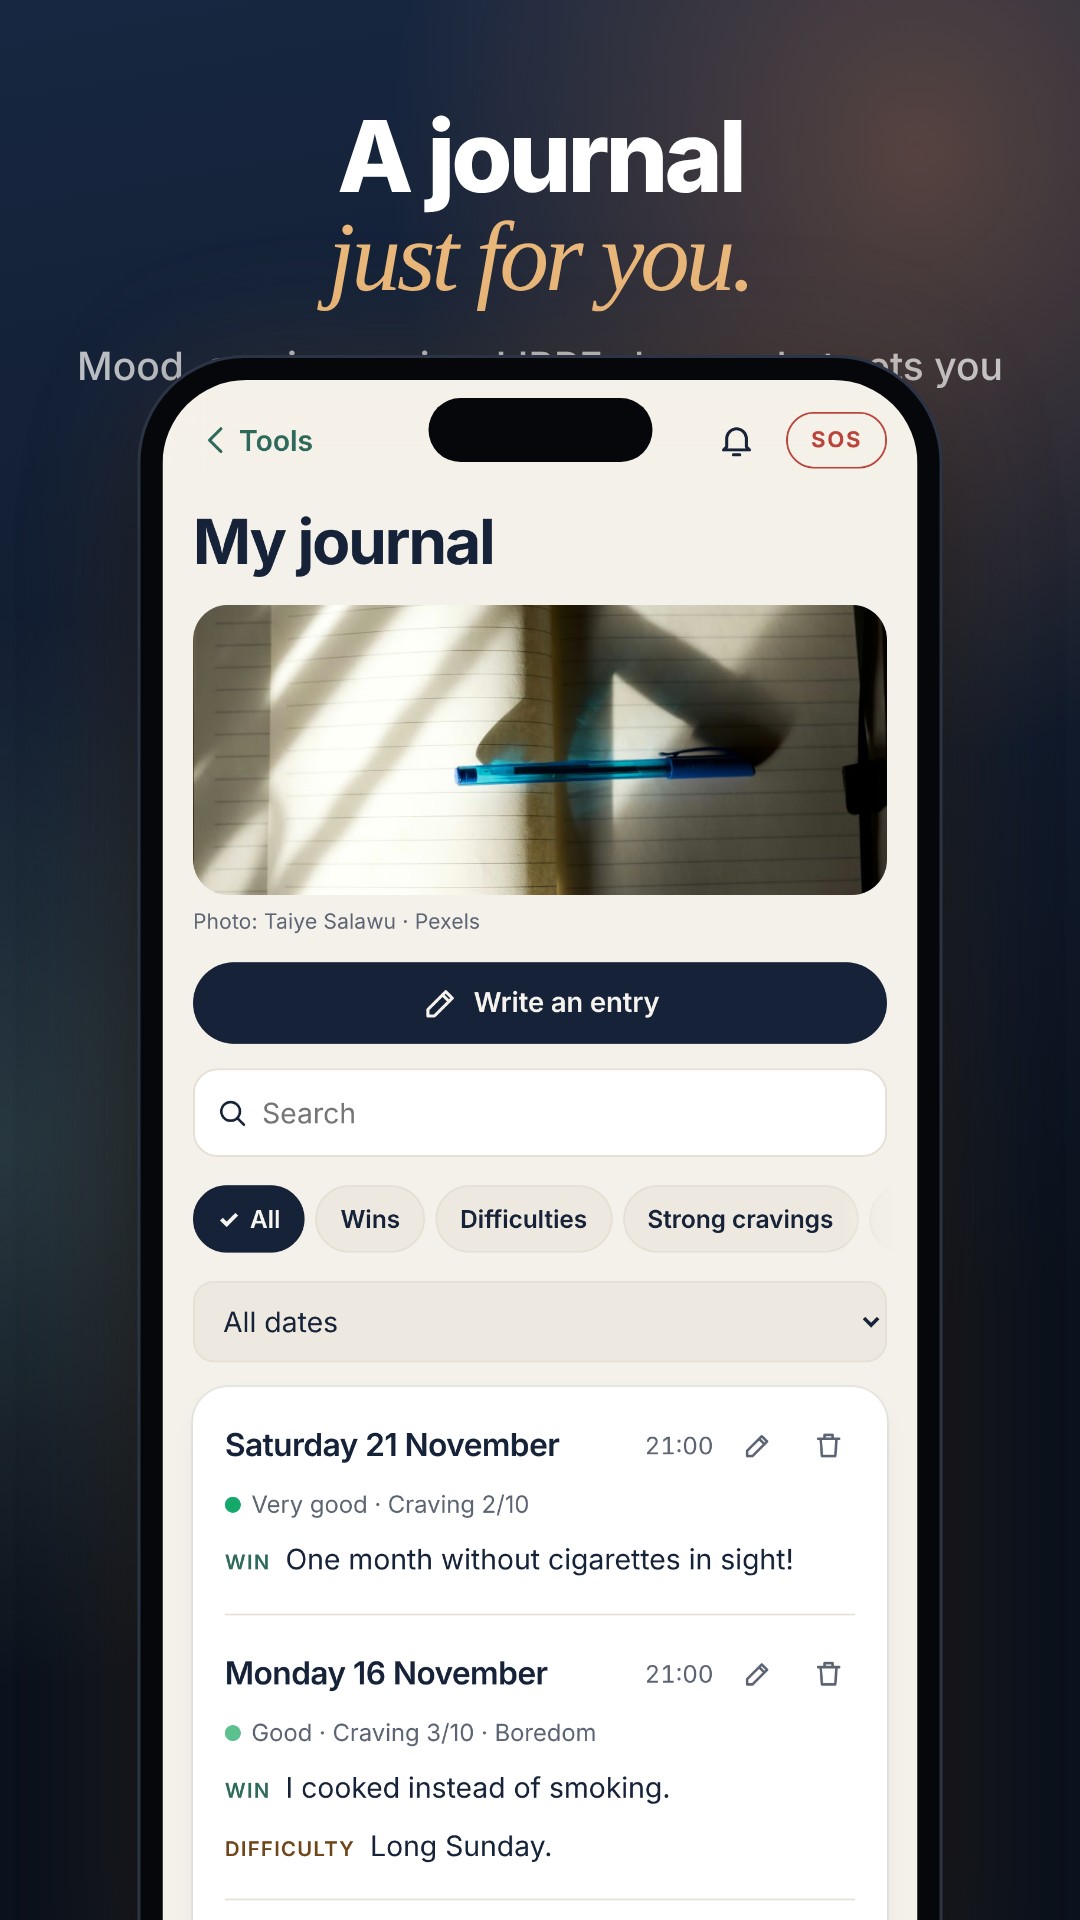 A journal
just for you.
Mood ats you
Tools
SOS
My journal
Photo: Taiye Salawu · Pexels
Write an entry
Search
All
Wins
Difficulties
Strong cravings
All dates
Saturday 21 November 21:00
Very good · Craving 2/10
WIN One month without cigarettes in sight!
Monday 16 November 21:00
Good · Craving 3/10 · Boredom
WIN I cooked instead of smoking.
DIFFICULTY Long Sunday.